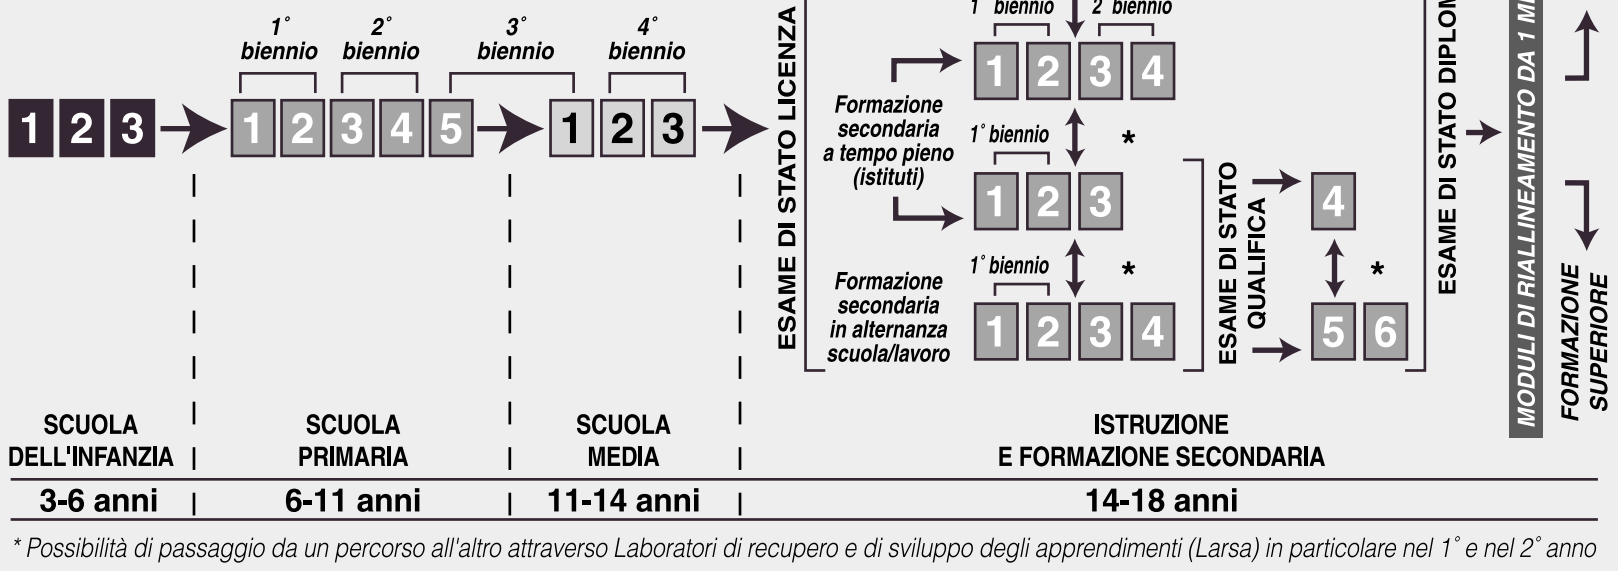 1° biennio
2° biennio
3° biennio
4° biennio
1 2 3
1 2 3 4 5
1 2 3
ESAME DI STATO LICENZA
1° biennio
2° biennio
1 2 3 4
Formazione
secondaria
a tempo pieno
(istituti)
*
1° biennio
1 2 3
*
1° biennio
Formazione
secondaria
in alternanza
scuola/lavoro
1 2 3 4
ESAME DI STATO
QUALIFICA
4
*
5 6
ESAME DI STATO
MODULI DI RIALLINEAMENTO DA 1
FORMAZIONE
SUPERIORE
SCUOLA
DELL'INFANZIA
SCUOLA
PRIMARIA
SCUOLA
MEDIA
ISTRUZIONE
E FORMAZIONE SECONDARIA
3-6 anni
6-11 anni
11-14 anni
14-18 anni
* Possibilità di passaggio da un percorso all'altro attraverso Laboratori di recupero e di sviluppo degli apprendimenti (Larsa) in particolare nel 1° e nel 2° anno